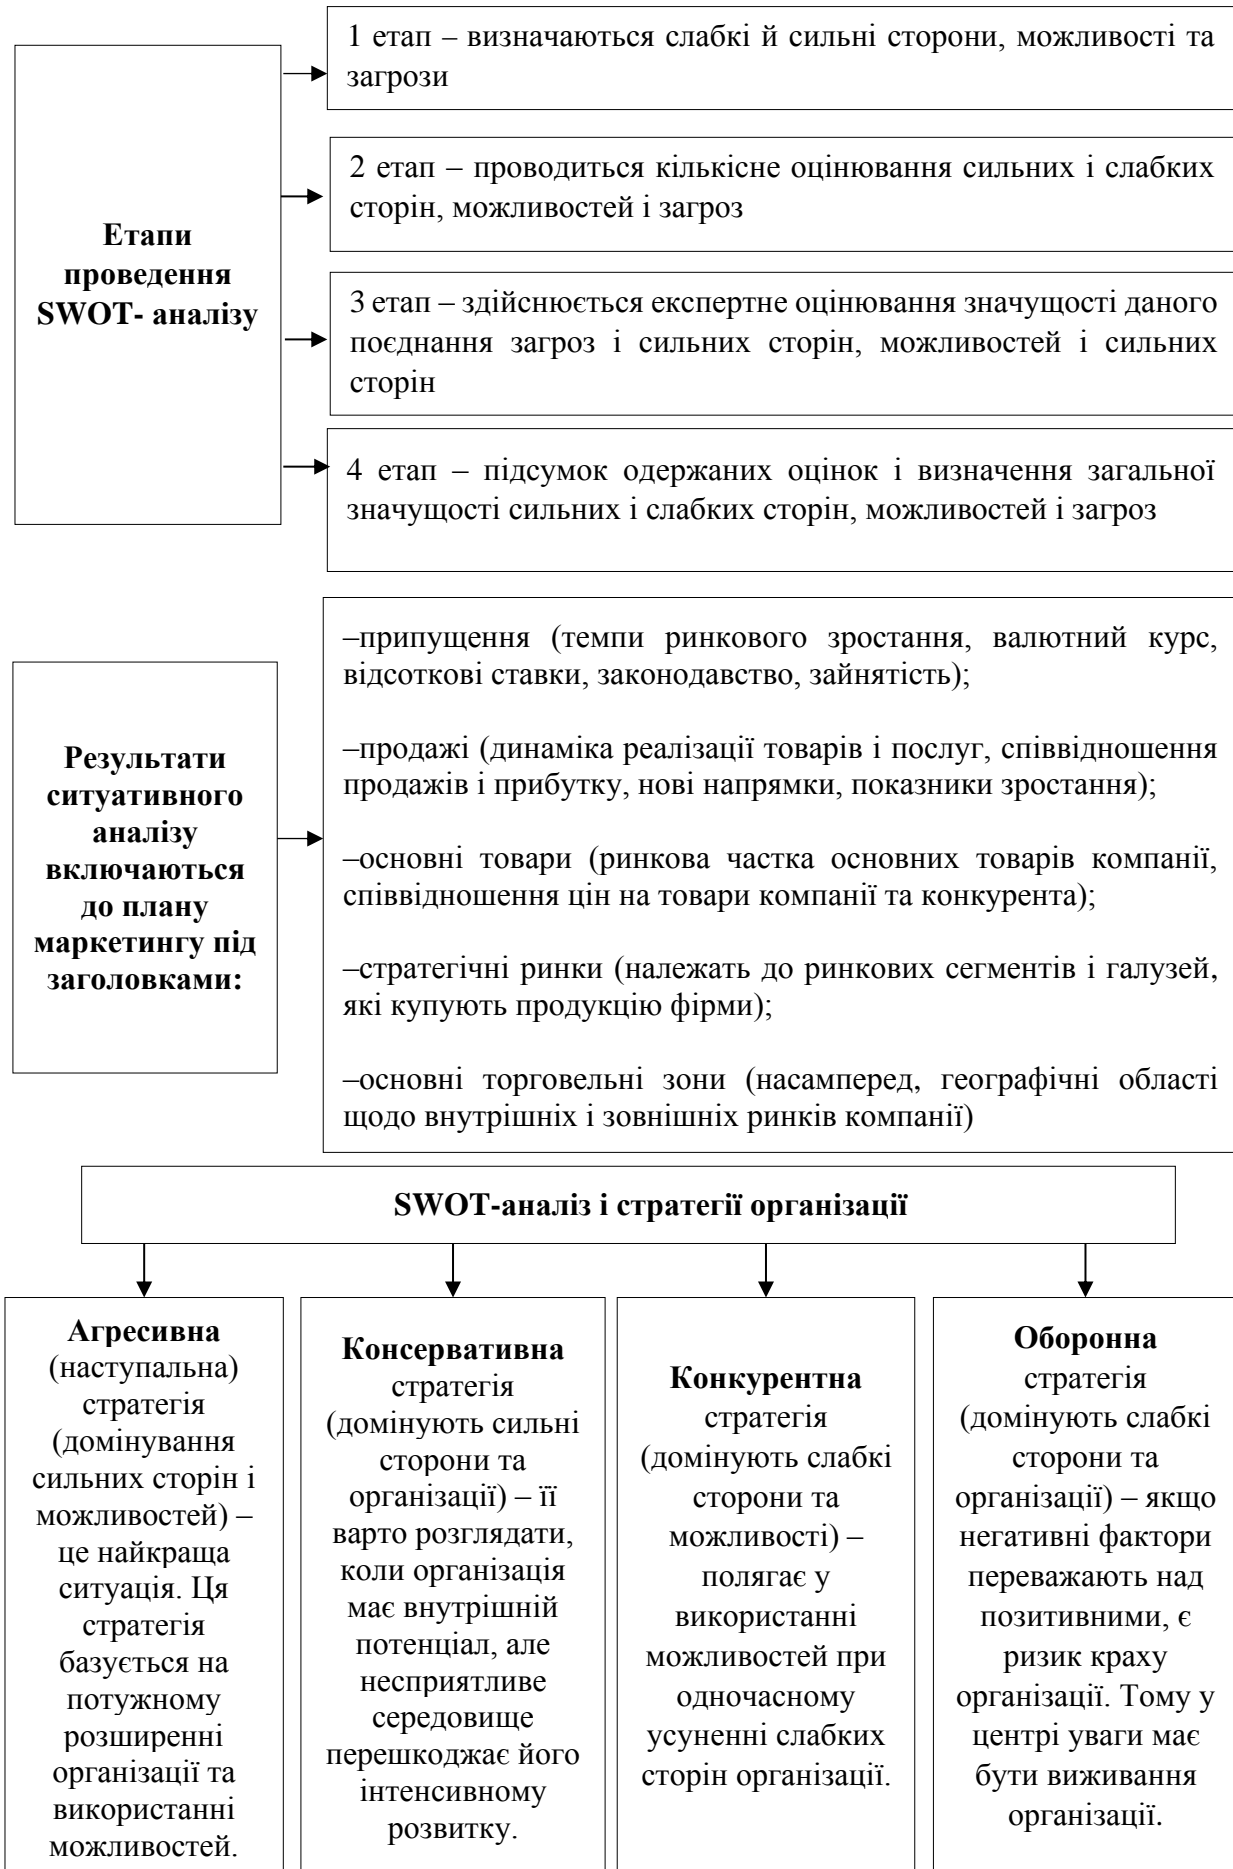 Етапи
проведення
SWOT- аналізу
1 етап – визначаються слабкі й сильні сторони, можливості та
загрози
2 етап – проводиться кількісне оцінювання сильних і слабких
сторін, можливостей і загроз
3 етап – здійснюється експертне оцінювання значущості даного
поєднання загроз і сильних сторін, можливостей і сильних
сторін
4 етап – підсумок одержаних оцінок і визначення загальної
значущості сильних і слабких сторін, можливостей і загроз
Результати
ситуативного
аналізу
включаються
до плану
маркетингу під
заголовками:
–припущення (темпи ринкового зростання, валютний курс,
відсоткові ставки, законодавство, зайнятість);
–продажі (динаміка реалізації товарів і послуг, співвідношення
продажів і прибутку, нові напрямки, показники зростання);
–основні товари (ринкова частка основних товарів компанії,
співвідношення цін на товари компанії та конкурента);
–стратегічні ринки (належать до ринкових сегментів і галузей,
які купують продукцію фірми);
–основні торговельні зони (насамперед, географічні області
щодо внутрішніх і зовнішніх ринків компанії)
SWOT-аналіз і стратегії організації
Агресивна
(наступальна)
стратегія
(домінування
сильних сторін і
можливостей) –
це найкраща
ситуація. Ця
стратегія
базується на
потужному
розширенні
організації та
використанні
можливостей.
Консервативна
стратегія
(домінують сильні
сторони та
організації) – її
варто розглядати,
коли організація
має внутрішній
потенціал, але
несприятливе
середовище
перешкоджає його
інтенсивному
розвитку.
Конкурентна
стратегія
(домінують слабкі
сторони та
можливості) –
полягає у
використанні
можливостей при
одночасному
усуненні слабких
сторін організації.
Оборонна
стратегія
(домінують слабкі
сторони та
організації) – якщо
негативні фактори
переважають над
позитивними, є
ризик краху
організації. Тому у
центрі уваги має
бути виживання
організації.